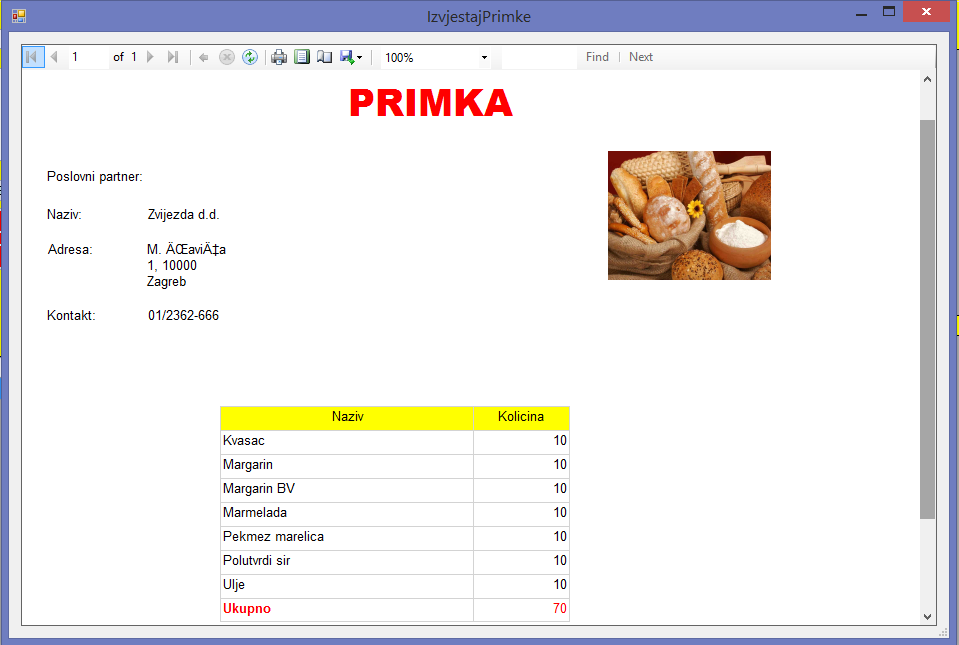 IzvjestajPrimke
1 of 1 100% Find Next
PRIMKA
Poslovni partner:
Naziv: Zvijezda d.d.
Adresa: M. ÄŒaviÄ‡a
1, 10000
Zagreb
Kontakt: 01/2362-666
Naziv Kolicina
Kvasac 10
Margarin 10
Margarin BV 10
Marmelada 10
Pekmez marelica 10
Polutvrdi sir 10
Ulje 10
Ukupno 70